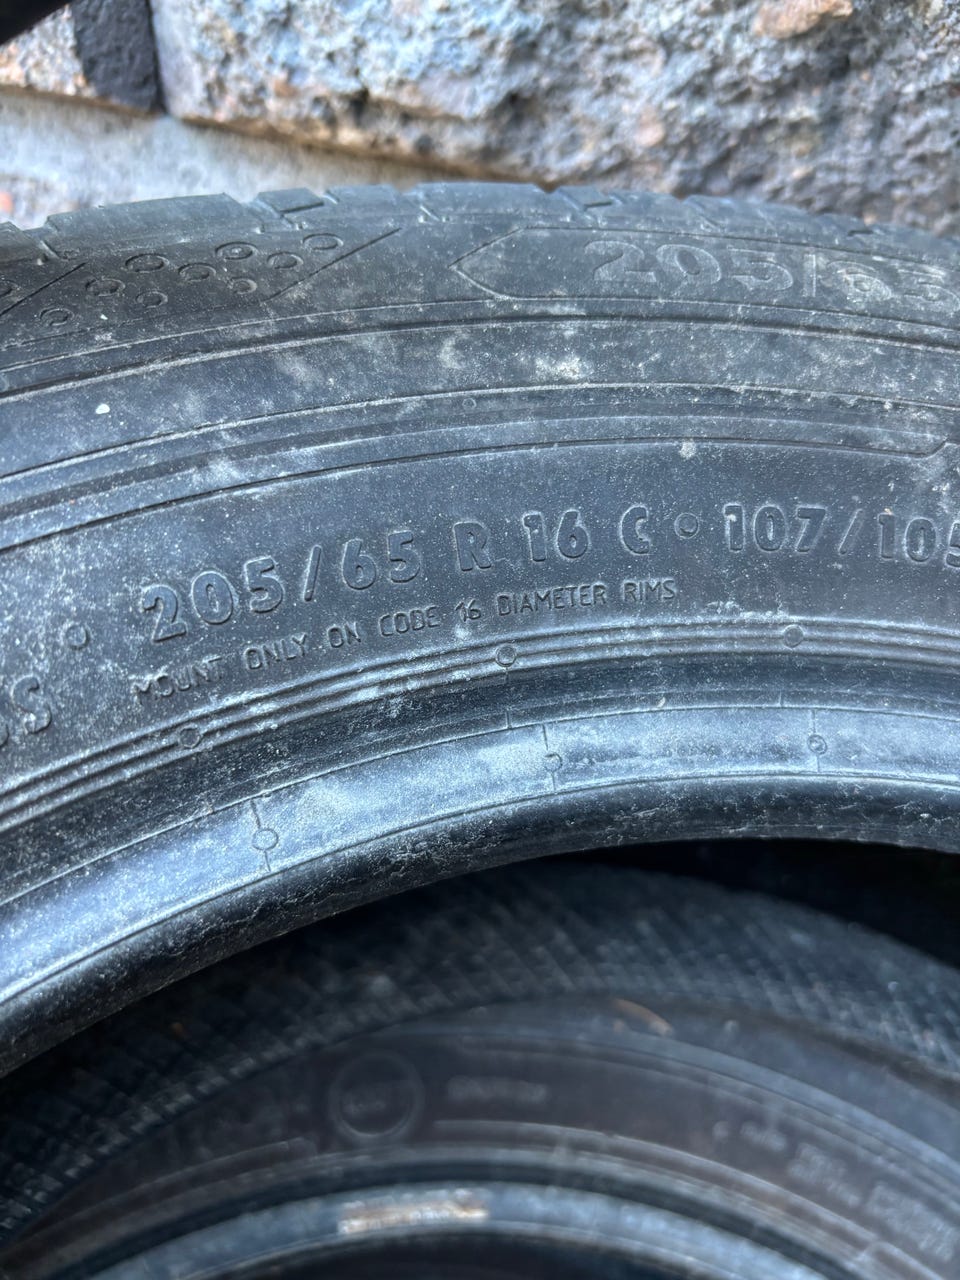 205/65
205/65 R 16 C • 107/105
MOUNT ONLY ON CODE 16 DIAMETER RIMS